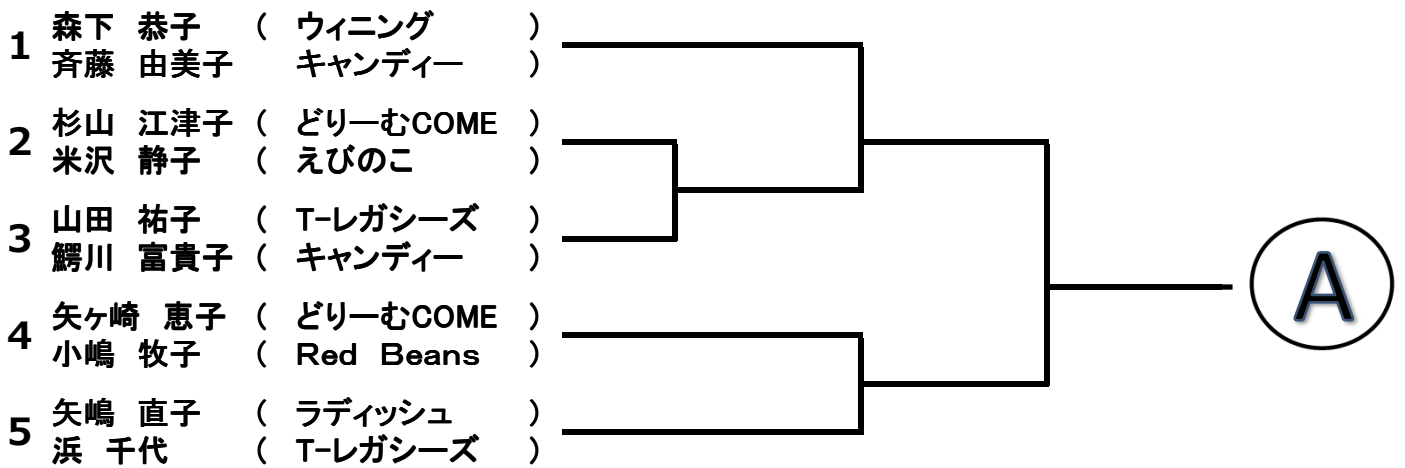 1
森下 恭子 ( ウィニング )
斉藤 由美子 キャンディー )
2
杉山 江津子 ( どりーむCOME )
米沢 静子 ( えびのこ )
3
山田 祐子 ( T-レガシーズ )
鰐川 富貴子 ( キャンディー )
4
矢ヶ崎 恵子 ( どりーむCOME )
小嶋 牧子 ( Red Beans )
5
矢嶋 直子 ( ラディッシュ )
浜 千代 ( T-レガシーズ )
A